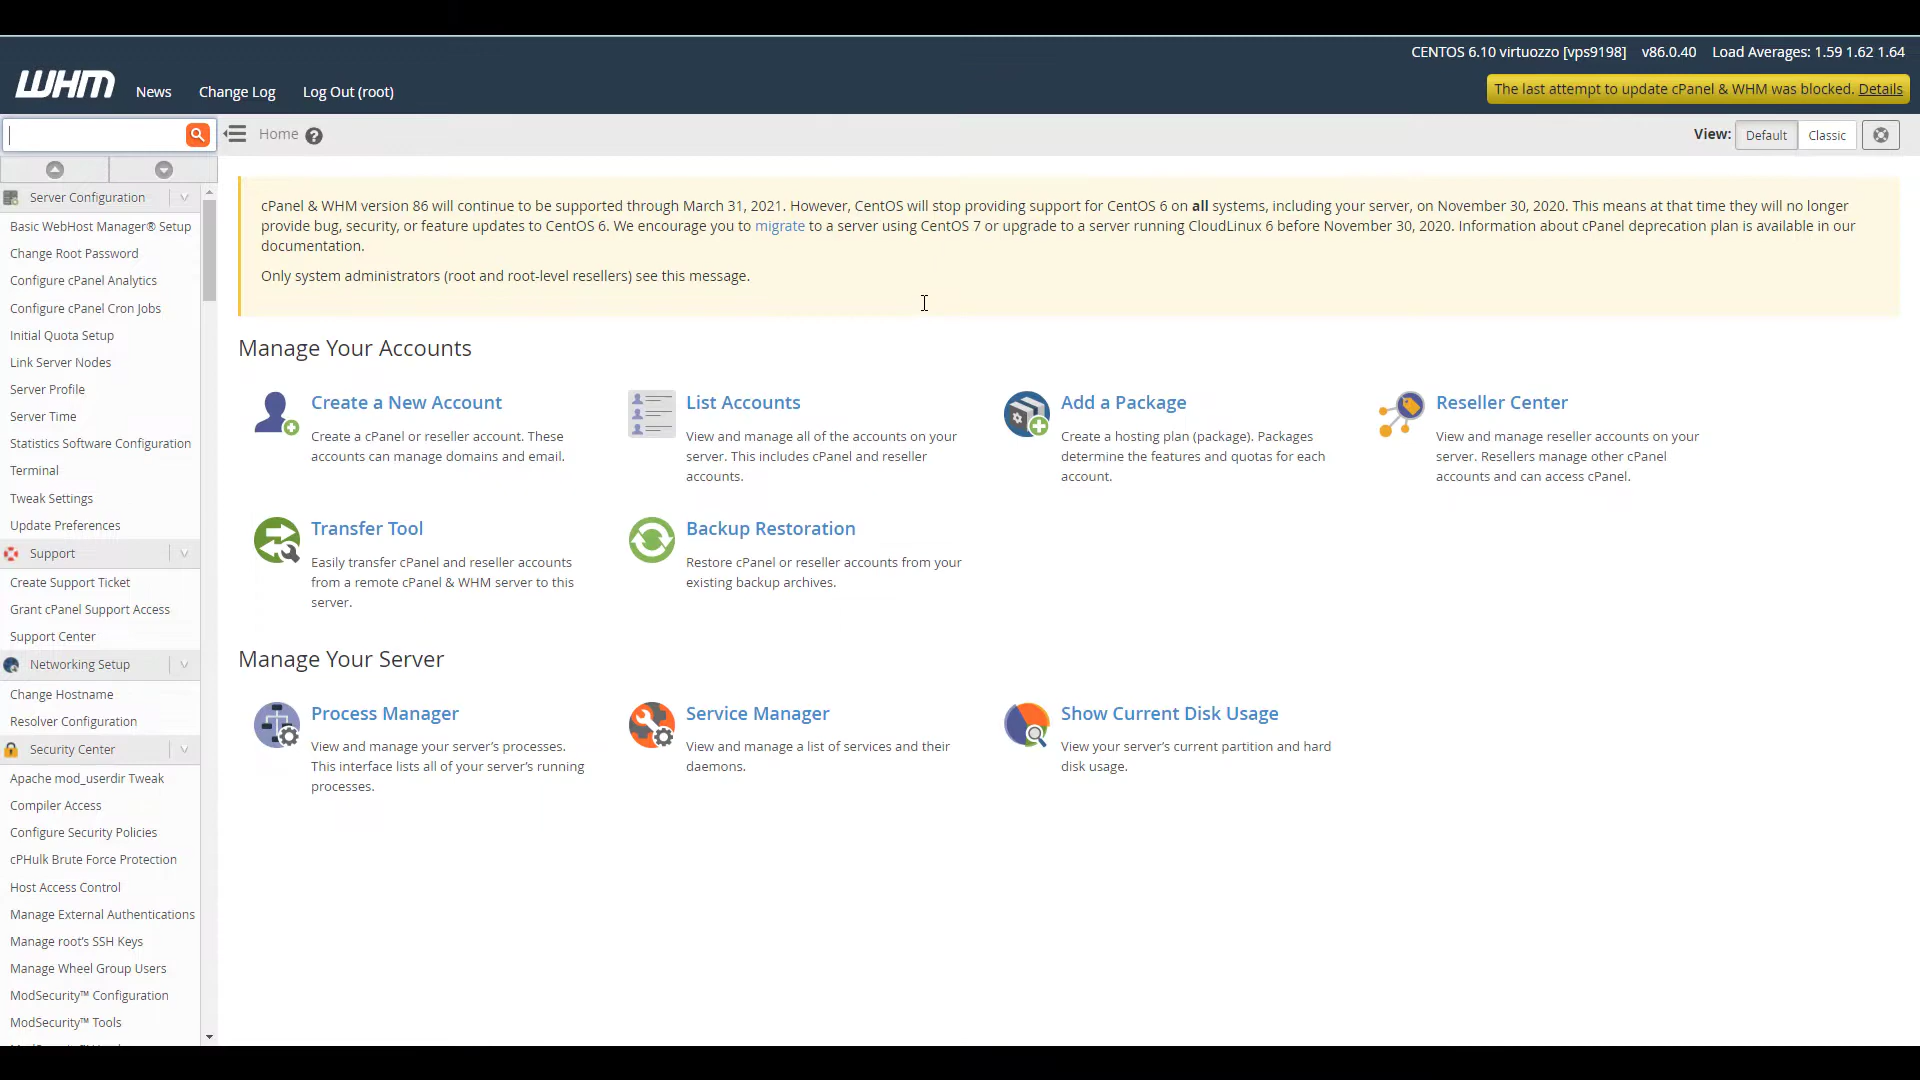 CENTOS 6.10 virtuozzo [vps9198] v86.0.40 Load Averages: 1.59 1.62 1.64
WHM News Change Log Log Out (root)
The last attempt to update cPanel & WHM was blocked. Details
Home
View: Default Classic
Server Configuration
Basic WebHost Manager® Setup
Change Root Password
Configure cPanel Analytics
Configure cPanel Cron Jobs
Initial Quota Setup
Link Server Nodes
Server Profile
Server Time
Statistics Software Configuration
Terminal
Tweak Settings
Update Preferences
Support
Create Support Ticket
Grant cPanel Support Access
Support Center
Networking Setup
Change Hostname
Resolver Configuration
Security Center
Apache mod_userdir Tweak
Compiler Access
Configure Security Policies
cPHulk Brute Force Protection
Host Access Control
Manage External Authentications
Manage root's SSH Keys
Manage Wheel Group Users
ModSecurity™ Configuration
ModSecurity™ Tools
cPanel & WHM version 86 will continue to be supported through March 31, 2021. However, CentOS will stop providing support for CentOS 6 on all systems, including your server, on November 30, 2020. This means at that time they will no longer
provide bug, security, or feature updates to CentOS 6. We encourage you to migrate to a server using CentOS 7 or upgrade to a server running CloudLinux 6 before November 30, 2020. Information about cPanel deprecation plan is available in our
documentation.
Only system administrators (root and root-level resellers) see this message.
Manage Your Accounts
Create a New Account
Create a cPanel or reseller account. These
accounts can manage domains and email.
List Accounts
View and manage all of the accounts on your
server. This includes cPanel and reseller
accounts.
Add a Package
Create a hosting plan (package). Packages
determine the features and quotas for each
account.
Reseller Center
View and manage reseller accounts on your
server. Resellers manage other cPanel
accounts and can access cPanel.
Transfer Tool
Easily transfer cPanel and reseller accounts
from a remote cPanel & WHM server to this
server.
Backup Restoration
Restore cPanel or reseller accounts from your
existing backup archives.
Manage Your Server
Process Manager
View and manage your server's processes.
This interface lists all of your server's running
processes.
Service Manager
View and manage a list of services and their
daemons.
Show Current Disk Usage
View your server's current partition and hard
disk usage.